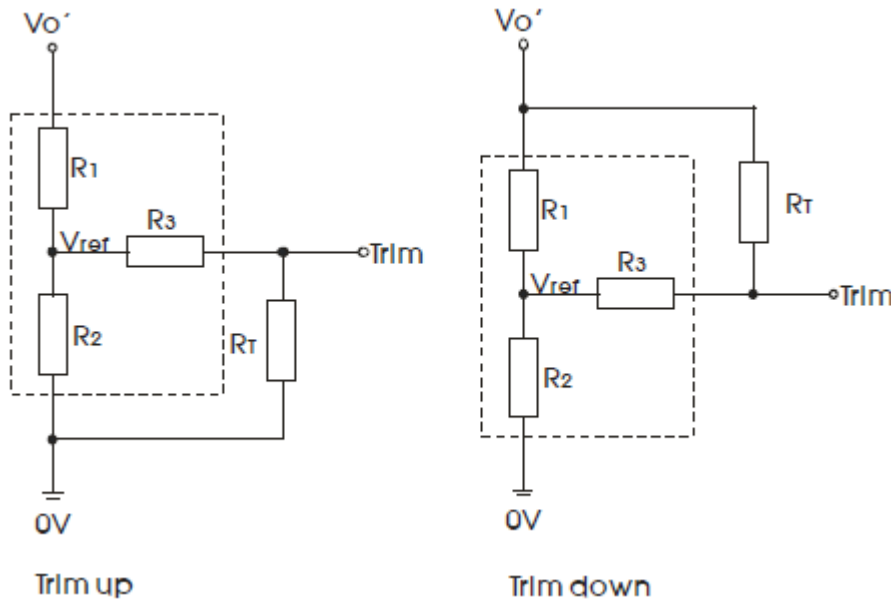 Vo'
R1
R3
Vref
Trim
R2
RT
0V
Trim up
Vo'
R1
RT
R3
Vref
Trim
R2
0V
Trim down